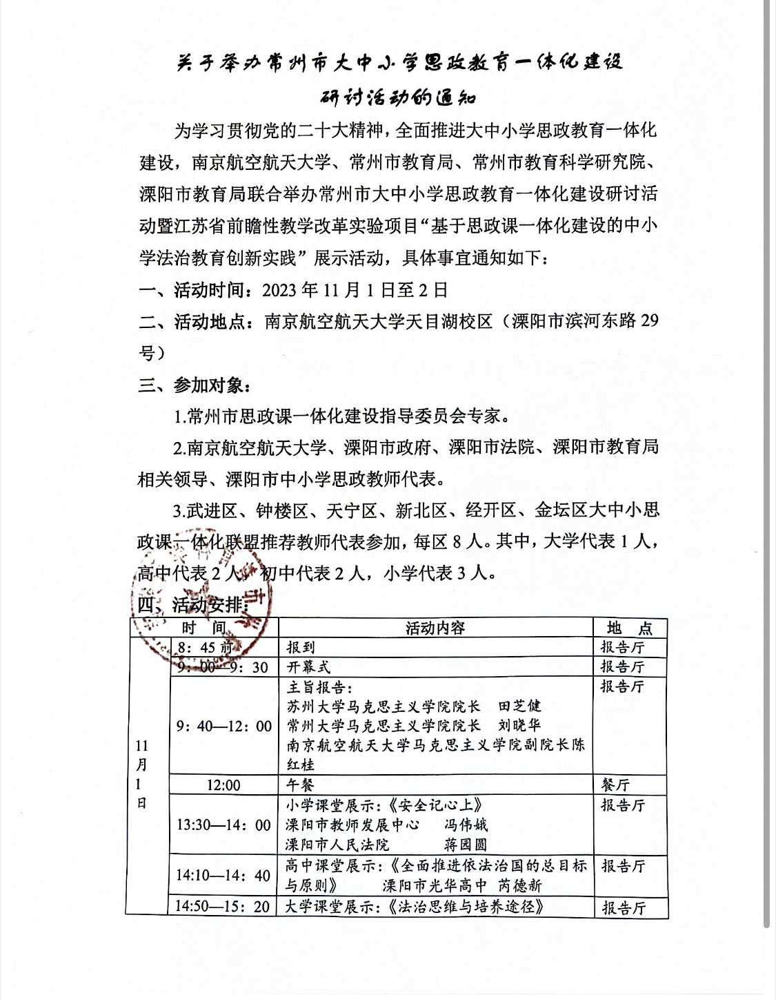 关于举办常州市大中小学思政教育一体化建设
研讨活动的通知
为学习贯彻党的二十大精神，全面推进大中小学思政教育一体化
建设，南京航空航天大学、常州市教育局、常州市教育科学研究院、
溧阳市教育局联合举办常州市大中小学思政教育一体化建设研讨活
动暨江苏省前瞻性教学改革实验项目“基于思政课一体化建设的中小
学法治教育创新实践”展示活动，具体事宜通知如下：
一、活动时间：2023 年 11 月 1 日至 2 日
二、活动地点：南京航空航天大学天目湖校区（溧阳市滨河东路 29
号）
三、参加对象：
1.常州市思政课一体化建设指导委员会专家。
2.南京航空航天大学、溧阳市政府、溧阳市法院、溧阳市教育局
相关领导、溧阳市中小学思政教师代表。
3.武进区、钟楼区、天宁区、新北区、经开区、金坛区大中小思
政课一体化联盟推荐教师代表参加，每区 8 人。其中，大学代表 1 人，
高中代表 2 人，初中代表 2 人，小学代表 3 人。
四、活动安排：
时 间 活动内容 地 点
11
月
1
日
8：45 前 报到 报告厅
9：00—9：30 开幕式 报告厅
9：40—12：00
主旨报告： 报告厅
苏州大学马克思主义学院院长 田芝健
常州大学马克思主义学院院长 刘晓华
南京航空航天大学马克思主义学院副院长陈
红桂
12:00 午餐 餐厅
13:30—14：00
小学课堂展示：《安全记心上》 报告厅
溧阳市教师发展中心 冯伟娥
溧阳市人民法院 蒋园圆
14:10—14：40
高中课堂展示：《全面推进依法治国的总目标 报告厅
与原则》 溧阳市光华高中 芮德新
14:50—15：20 大学课堂展示：《法治思维与培养途径》 报告厅